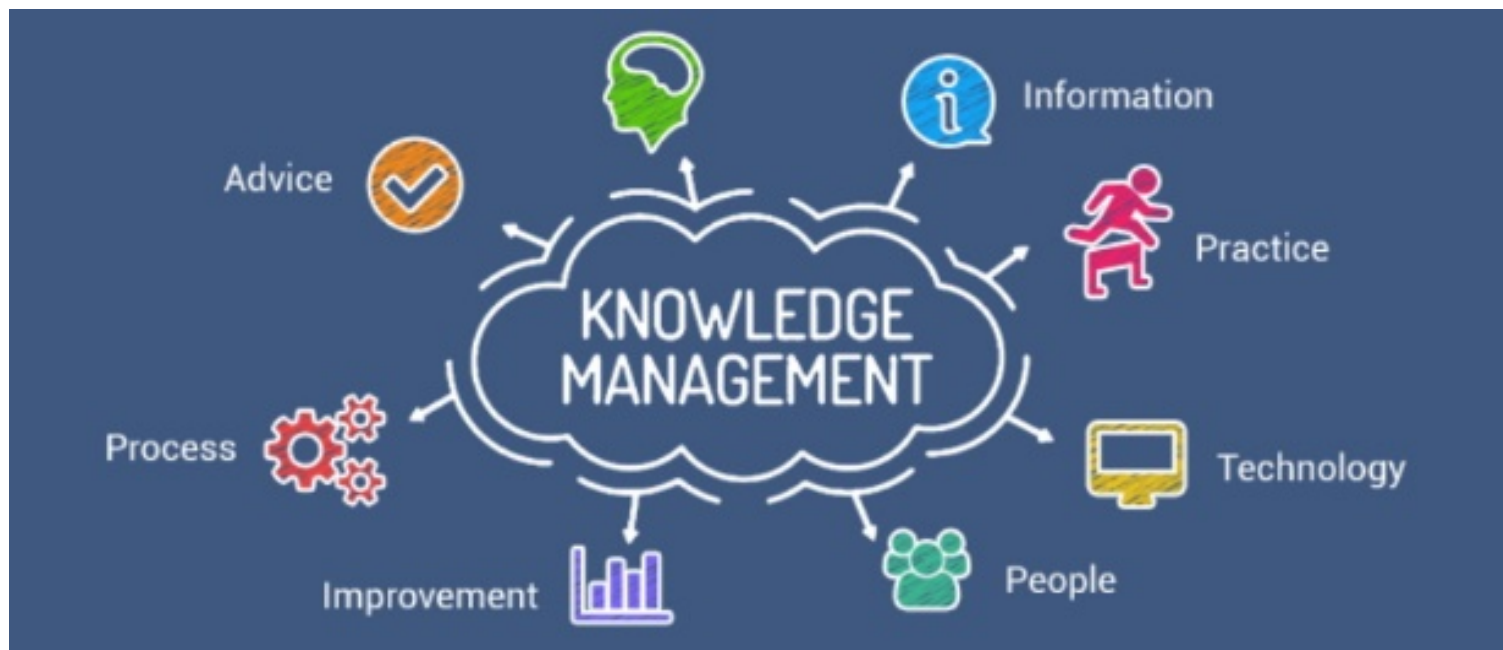 Information
Advice
Practice
KNOWLEDGE
MANAGEMENT
Process
Technology
Improvement
People